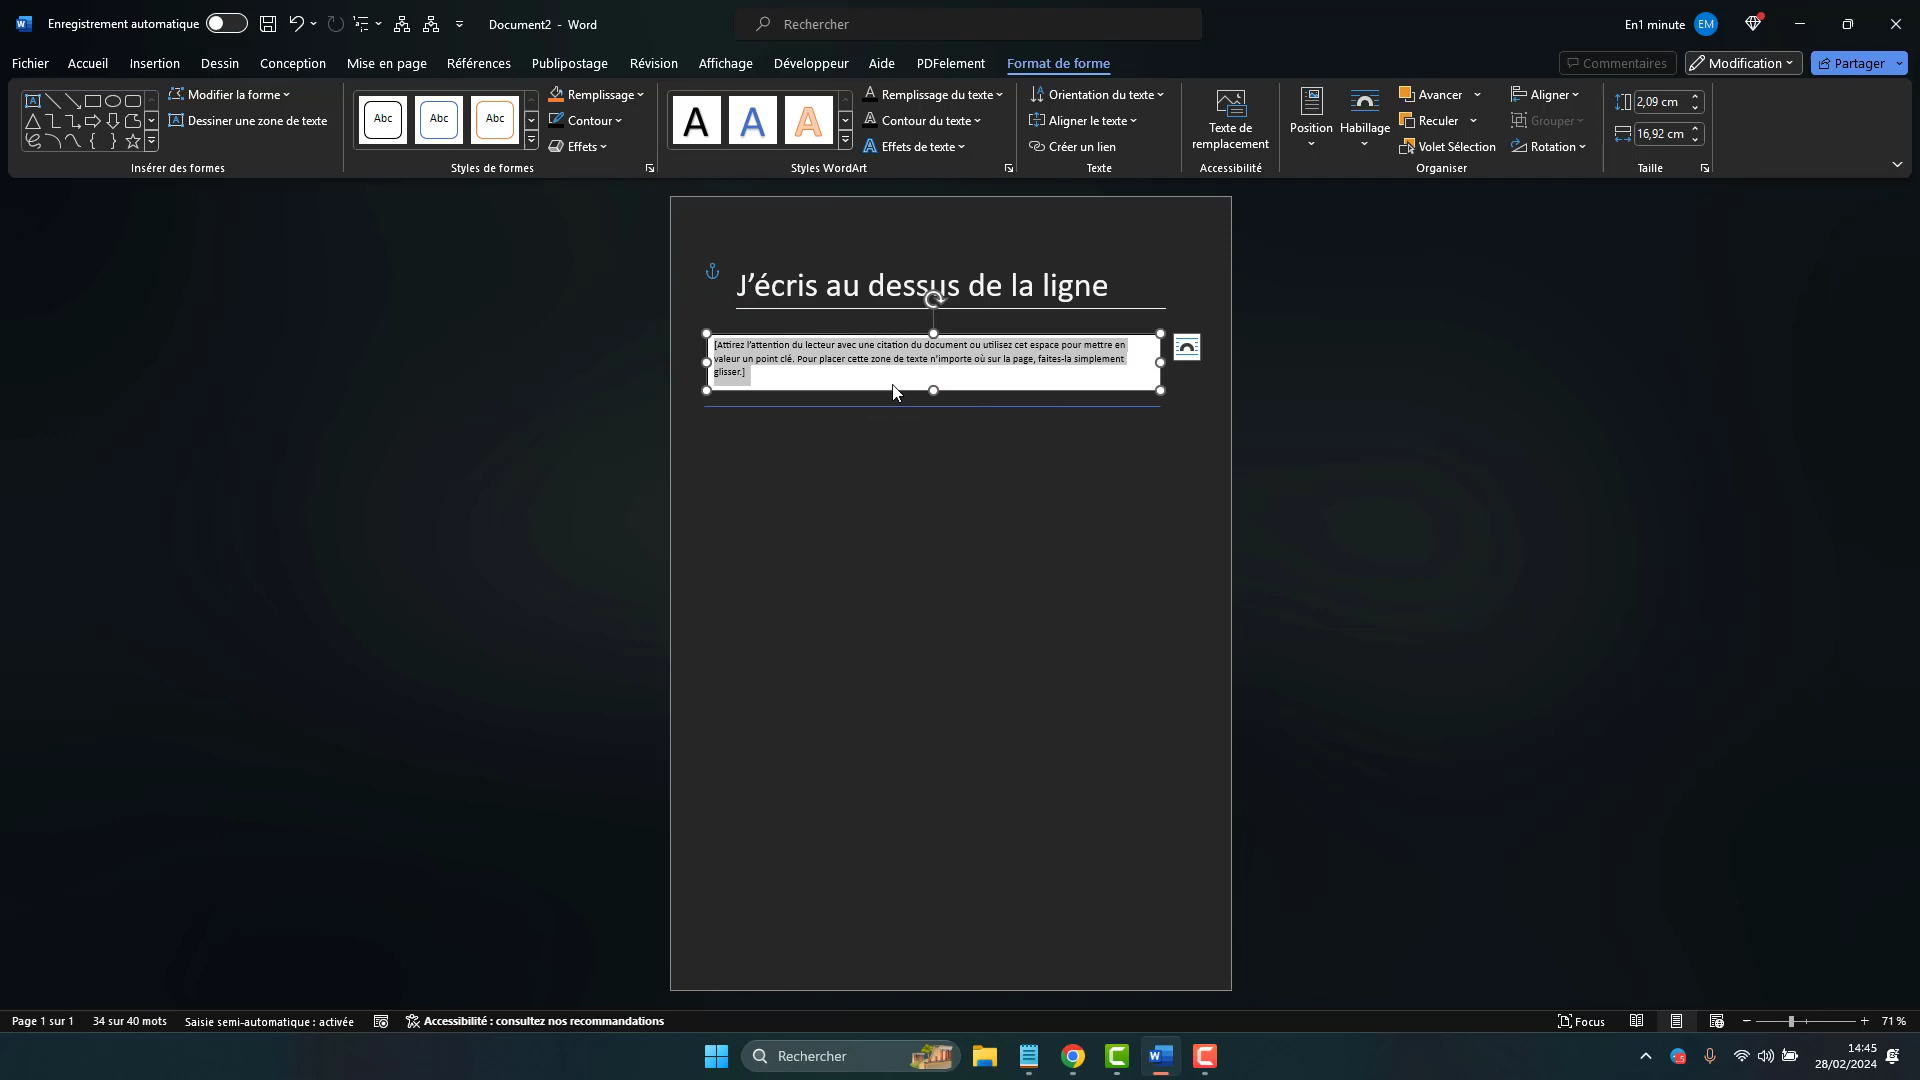 Enregistrement automatique
Document2 - Word
Rechercher
En1 minute
EM
Fichier Accueil Insertion Dessin Conception Mise en page Références Publipostage Révision Affichage Développeur Aide PDFelement Format de forme
Commentaires
Modification
Partager
Modifier la forme
Dessiner une zone de texte
Insérer des formes
Abc Abc Abc
Remplissage
Contour
Effets
Styles de formes
A A A
Remplissage du texte
Contour du texte
Effets de texte
Styles WordArt
Orientation du texte
Aligner le texte
Créer un lien
Texte
Texte de
remplacement
Accessibilité
Position
Habillage
Avancer
Reculer
Volet Sélection
Aligner
Grouper
Rotation
Organiser
2,09 cm
16,92 cm
Taille
J’écris au dessus de la ligne
[Attirez l’attention du lecteur avec une citation du document ou utilisez cet espace pour mettre en
valeur un point clé. Pour placer cette zone de texte n’importe où sur la page, faites-la simplement
glisser.]
Page 1 sur 1 34 sur 40 mots Saisie semi-automatique : activée Accessibilité : consultez nos recommandations
Focus
71 %
Rechercher
14:45
28/02/2024